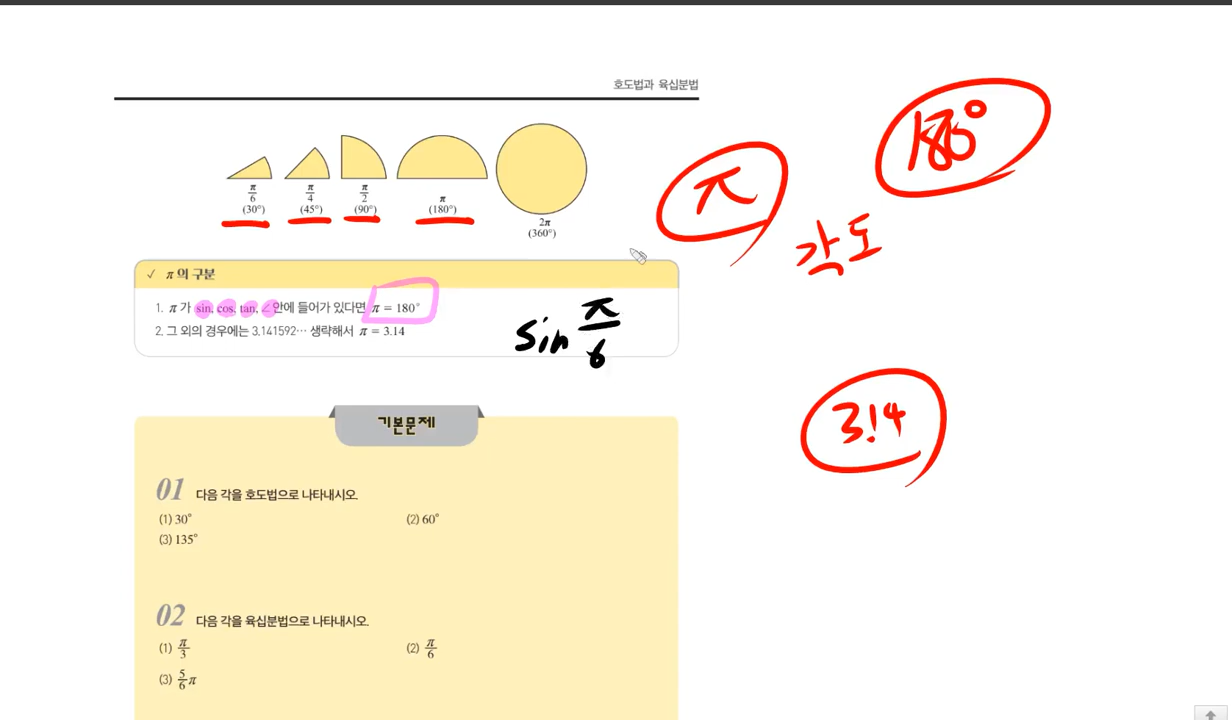 호도법과 육십분법
π/6 π/4 π/2 π 2π
(30°) (45°) (90°) (180°) (360°)
π
180°
각도
✓ π의 구분
1. π가 sin, cos, tan, ∠ 안에 들어가 있다면 π = 180°
2. 그 외의 경우에는 3.141592… 생략해서 π = 3.14
sin π/6
3.14
기본문제
01 다음 각을 호도법으로 나타내시오.
(1) 30° (2) 60°
(3) 135°
02 다음 각을 육십분법으로 나타내시오.
(1) π/3 (2) π/6
(3) 5/6 π